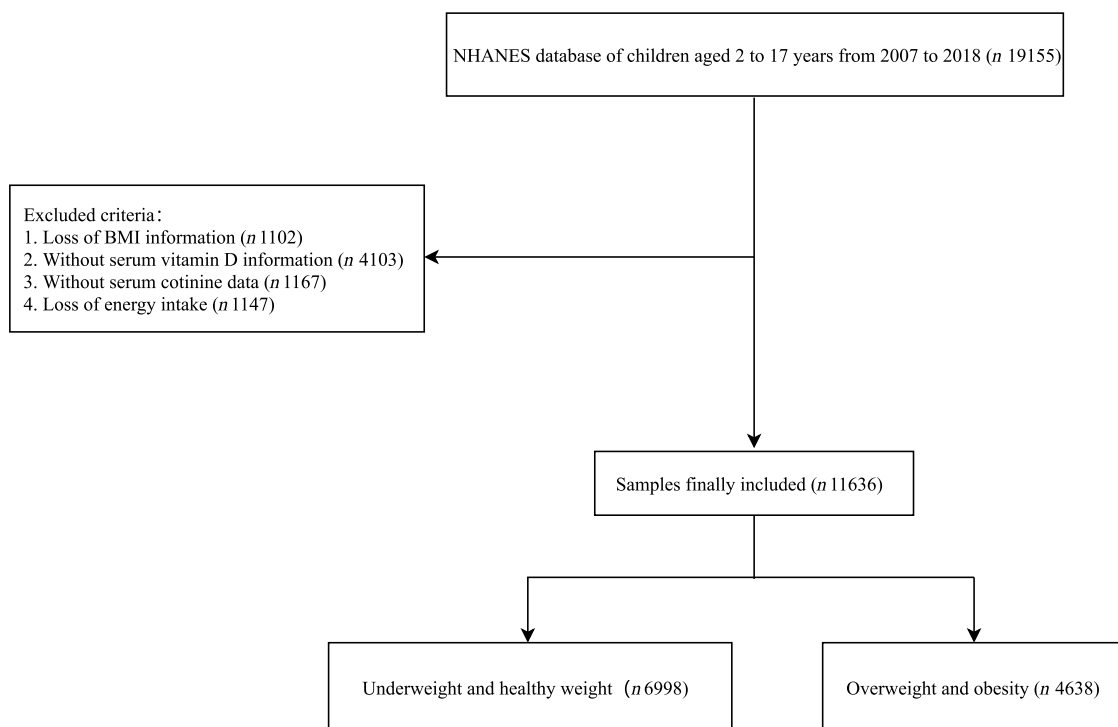 NHANES database of children aged 2 to 17 years from 2007 to 2018 (n 19155)
Excluded criteria：
1. Loss of BMI information (n 1102)
2. Without serum vitamin D information (n 4103)
3. Without serum cotinine data (n 1167)
4. Loss of energy intake (n 1147)
Samples finally included (n 11636)
Underweight and healthy weight （n 6998)
Overweight and obesity (n 4638)